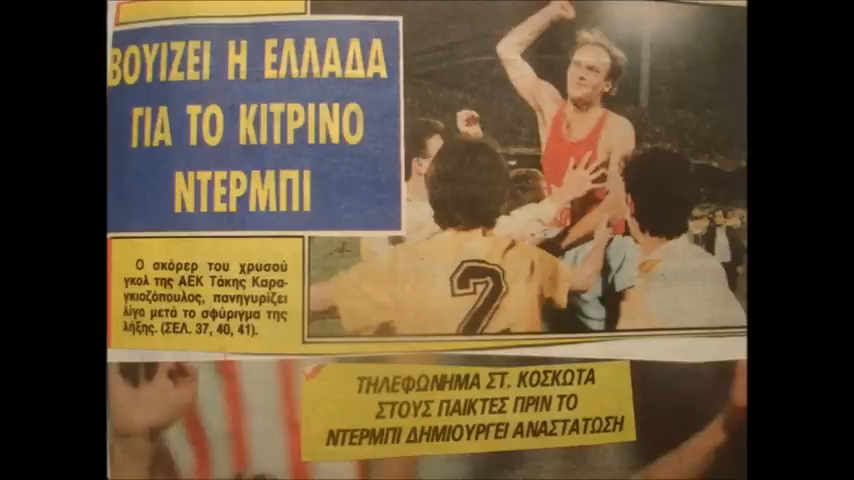 ΒΟΥΙΖΕΙ Η ΕΛΛΑΔΑ
ΓΙΑ ΤΟ ΚΙΤΡΙΝΟ
ΝΤΕΡΜΠΙ
Ο σκόρερ του χρυσού
γκολ της ΑΕΚ Τάκης Καρα-
γκιοζόπουλος, πανηγυρίζει
λίγο μετά το σφύριγμα της
λήξης. (ΣΕΛ. 37, 40, 41).
2
ΤΗΛΕΦΩΝΗΜΑ ΣΤ. ΚΟΣΚΩΤΑ
ΣΤΟΥΣ ΠΑΙΚΤΕΣ ΠΡΙΝ ΤΟ
ΝΤΕΡΜΠΙ ΔΗΜΙΟΥΡΓΕΙ ΑΝΑΣΤΑΤΩΣΗ